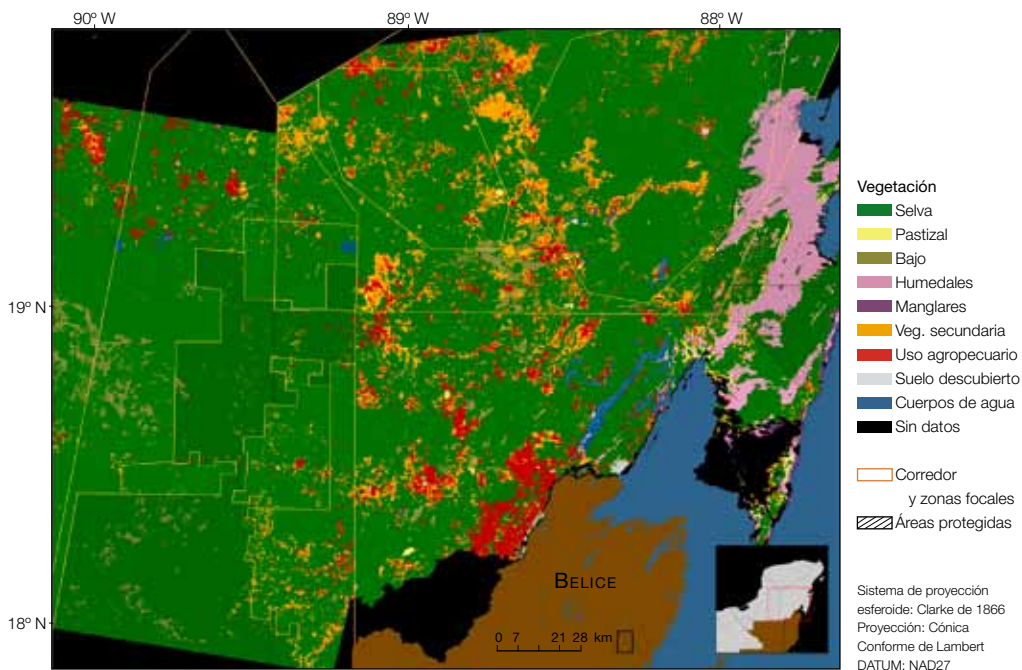 90º W
89º W
88º W
19º N
18º N
BELICE
0 7 21 28 km
Vegetación
Selva
Pastizal
Bajo
Humedales
Manglares
Veg. secundaria
Uso agropecuario
Suelo descubierto
Cuerpos de agua
Sin datos
Corredor
y zonas focales
Áreas protegidas
Sistema de proyección
esferoide: Clarke de 1866
Proyección: Cónica
Conforme de Lambert
DATUM: NAD27